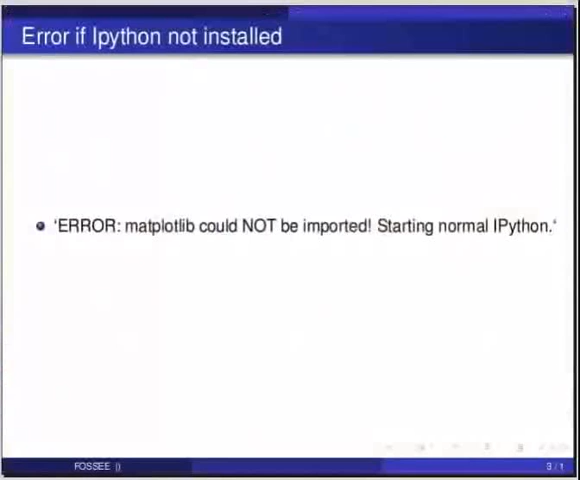 Error if Ipython not installed
'ERROR: matplotlib could NOT be imported! Starting normal IPython.'
FOSSEE ()
3 / 1